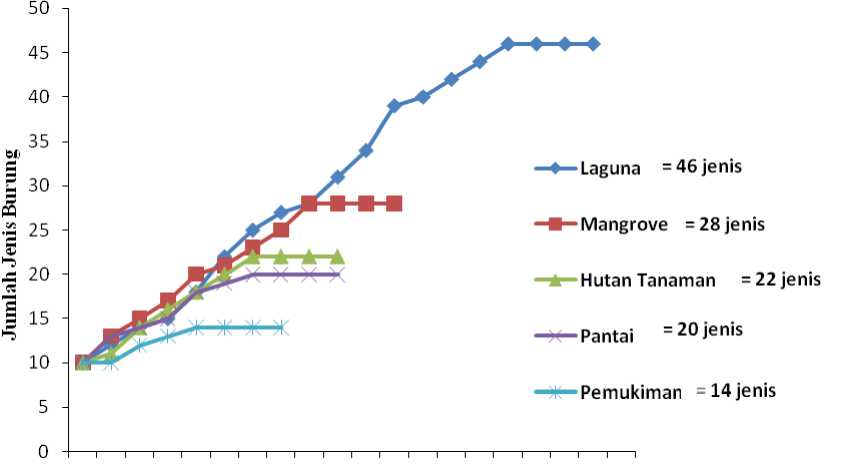 50
45
40
35
30
25
20
15
10
5
0
Jumlah Jenis Burung
Laguna = 46 jenis
Mangrove = 28 jenis
Hutan Tanaman = 22 jenis
Pantai = 20 jenis
Pemukiman = 14 jenis